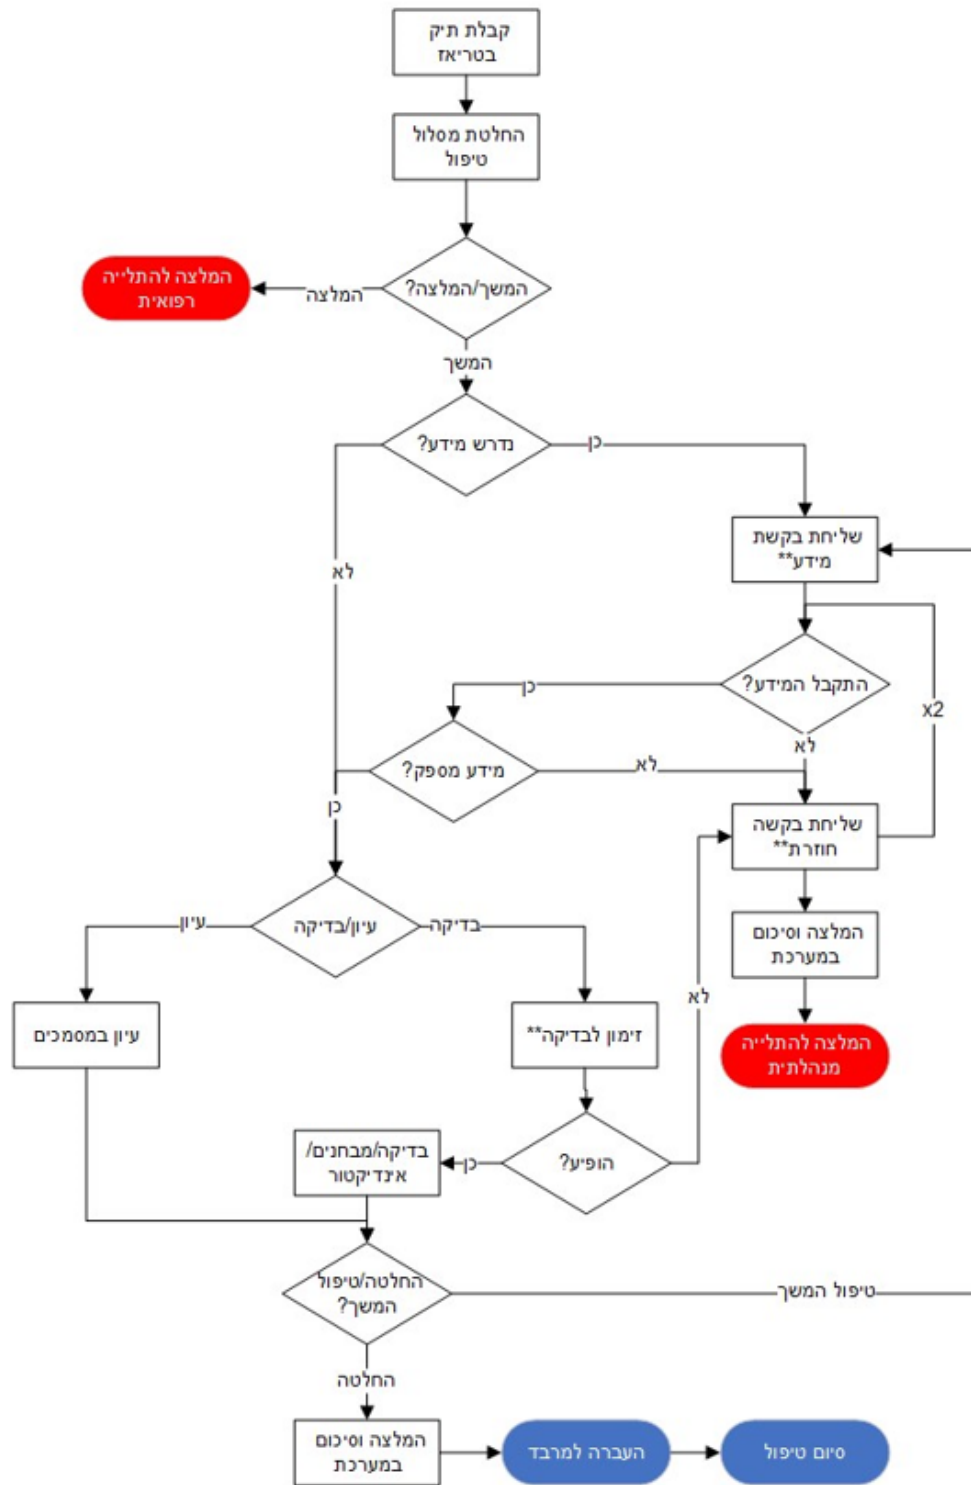 קבלת תיק
בטריאז
החלטת מסלול
טיפול
המשך/המלצה?
המלצה
המלצה להתלייה
רפואית
המשך
נדרש מידע?
כן
לא
שליחת בקשת
מידע**
התקבל המידע?
כן
לא
x2
מידע מספק?
לא
כן
שליחת בקשה
חוזרת**
המלצה וסיכום
במערכת
המלצה להתלייה
מנהלתית
עיון/בדיקה
בדיקה
עיון
זימון לבדיקה**
עיון במסמכים
הופיע?
לא
כן
בדיקה/מבחנים/
אינדיקטור
החלטה/טיפול
המשך?
טיפול המשך
החלטה
המלצה וסיכום
במערכת
העברה למרבד
סיום טיפול